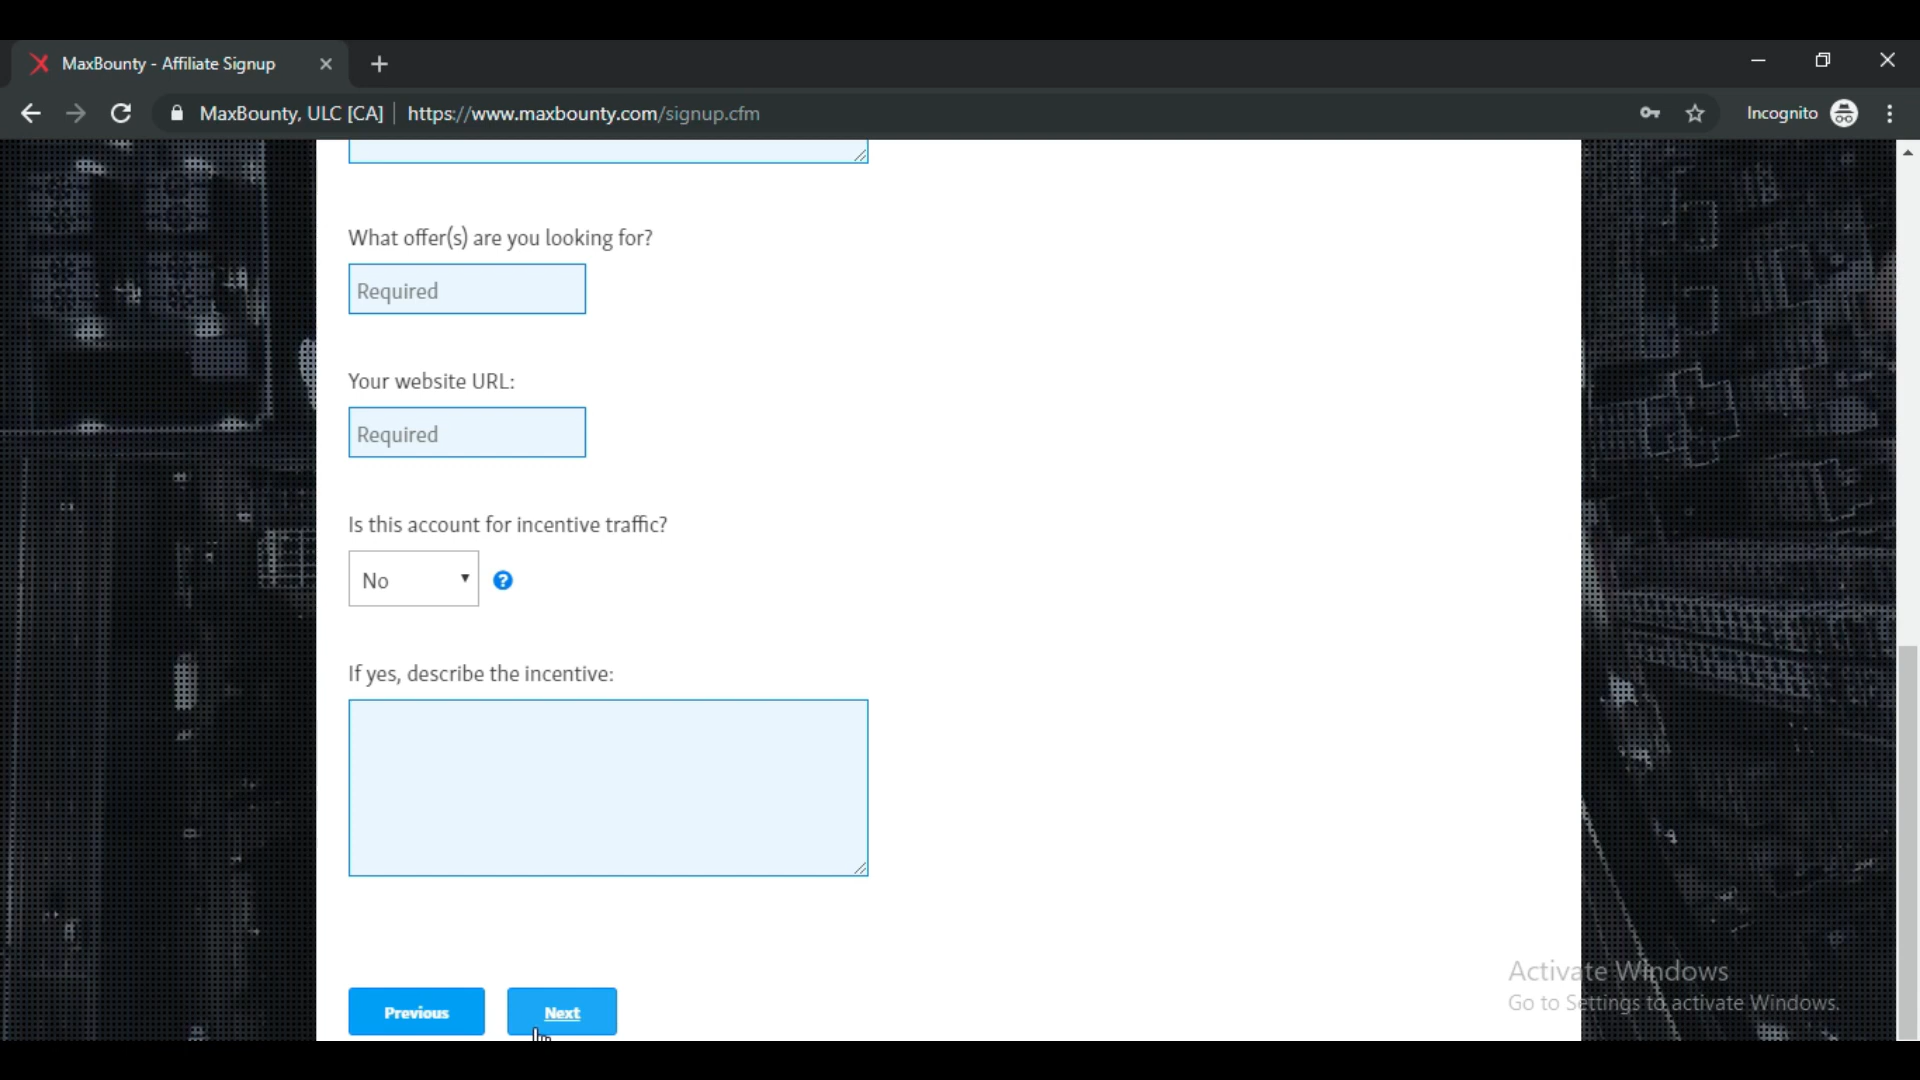 MaxBounty - Affiliate Signup
MaxBounty, ULC [CA] https://www.maxbounty.com/signup.cfm Incognito
What offer(s) are you looking for?
Required
Your website URL:
Required
Is this account for incentive traffic?
No
?
If yes, describe the incentive:
Activate Windows
Go to Settings to activate Windows.
Previous Next